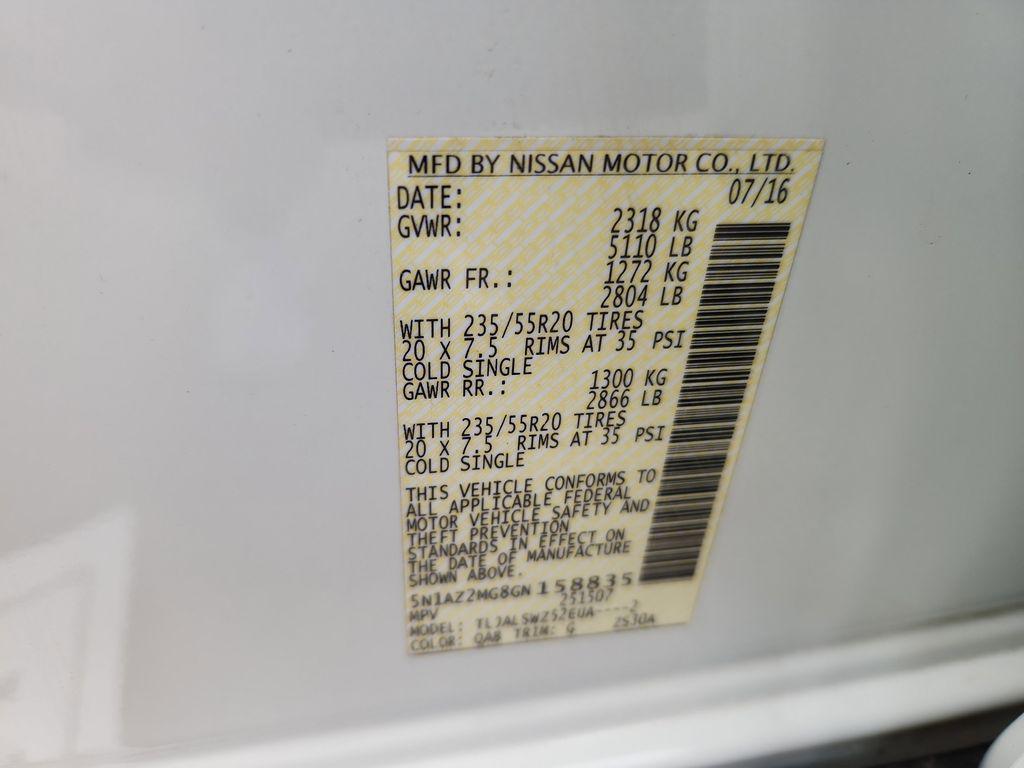 MFD BY NISSAN MOTOR CO., LTD.
DATE: 07/16
GVWR: 2318 KG
5110 LB
GAWR FR.: 1272 KG
2804 LB
WITH 235/55R20 TIRES
20 X 7.5 RIMS AT 35 PSI
COLD SINGLE
GAWR RR.: 1300 KG
2866 LB
WITH 235/55R20 TIRES
20 X 7.5 RIMS AT 35 PSI
COLD SINGLE
THIS VEHICLE CONFORMS TO
ALL APPLICABLE FEDERAL
MOTOR VEHICLE SAFETY AND
THEFT PREVENTION
STANDARDS IN EFFECT ON
THE DATE OF MANUFACTURE
SHOWN ABOVE.
5N1AZ2MG8GN158835
MPV 251507
MODEL:
COLOR: QAB TRIM: G